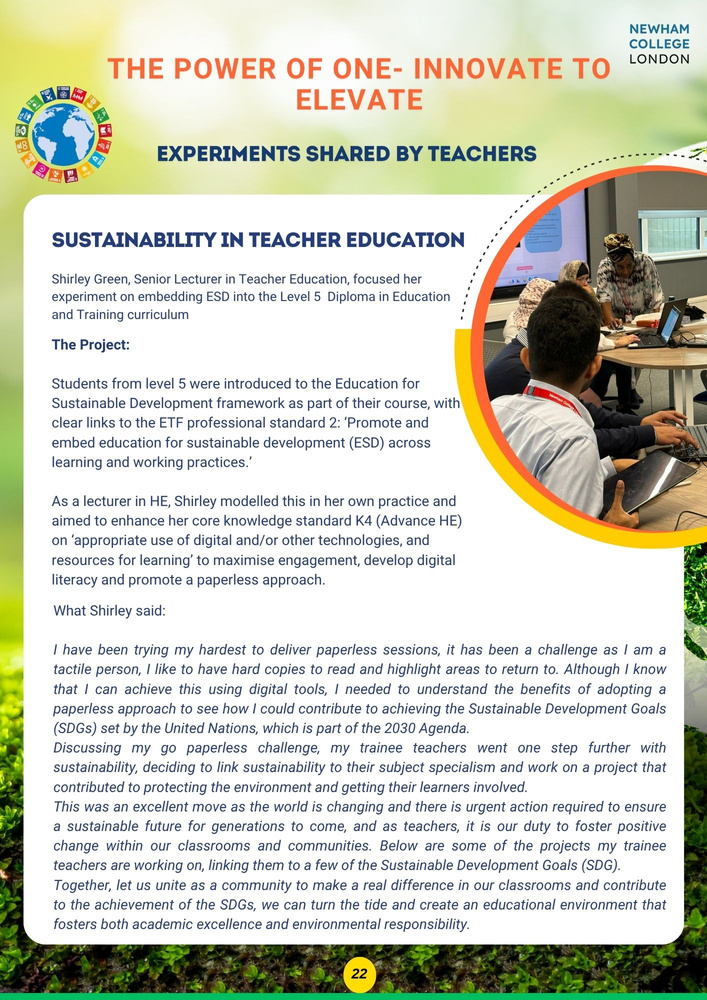 NEWHAM
COLLEGE
LONDON
THE POWER OF ONE- INNOVATE TO
ELEVATE
EXPERIMENTS SHARED BY TEACHERS
SUSTAINABILITY IN TEACHER EDUCATION
Shirley Green, Senior Lecturer in Teacher Education, focused her
experiment on embedding ESD into the Level 5 Diploma in Education
and Training curriculum
The Project:
Students from level 5 were introduced to the Education for
Sustainable Development framework as part of their course, with
clear links to the ETF professional standard 2: ‘Promote and
embed education for sustainable development (ESD) across
learning and working practices.’
As a lecturer in HE, Shirley modelled this in her own practice and
aimed to enhance her core knowledge standard K4 (Advance HE)
on ‘appropriate use of digital and/or other technologies, and
resources for learning’ to maximise engagement, develop digital
literacy and promote a paperless approach.
What Shirley said:
I have been trying my hardest to deliver paperless sessions, it has been a challenge as I am a
tactile person, I like to have hard copies to read and highlight areas to return to. Although I know
that I can achieve this using digital tools, I needed to understand the benefits of adopting a
paperless approach to see how I could contribute to achieving the Sustainable Development Goals
(SDGs) set by the United Nations, which is part of the 2030 Agenda.
Discussing my go paperless challenge, my trainee teachers went one step further with
sustainability, deciding to link sustainability to their subject specialism and work on a project that
contributed to protecting the environment and getting their learners involved.
This was an excellent move as the world is changing and there is urgent action required to ensure
a sustainable future for generations to come, and as teachers, it is our duty to foster positive
change within our classrooms and communities. Below are some of the projects my trainee
teachers are working on, linking them to a few of the Sustainable Development Goals (SDG).
Together, let us unite as a community to make a real difference in our classrooms and contribute
to the achievement of the SDGs, we can turn the tide and create an educational environment that
fosters both academic excellence and environmental responsibility.
22